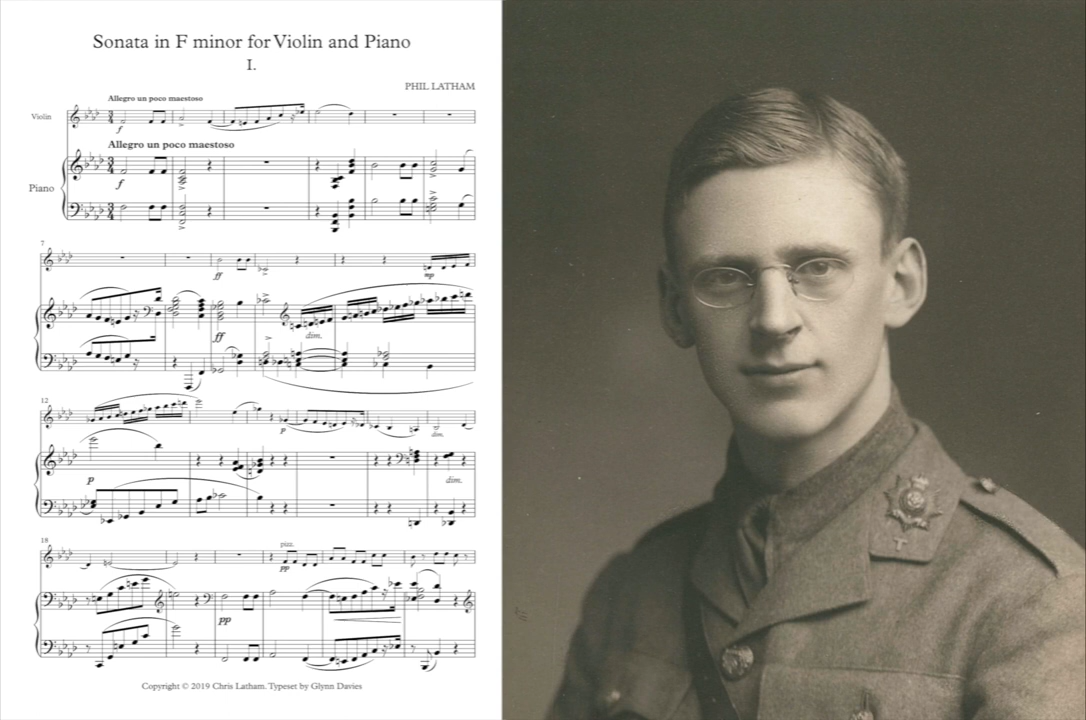 Sonata in F minor for Violin and Piano
I.
PHIL LATHAM
Allegro un poco maestoso
Violin
f
Allegro un poco maestoso
Piano
f
7
ff
mp
ff
dim.
12
p
dim.
p
dim.
18
pizz.
pp
pp
Copyright © 2019 Chris Latham. Typeset by Glynn Davies
T